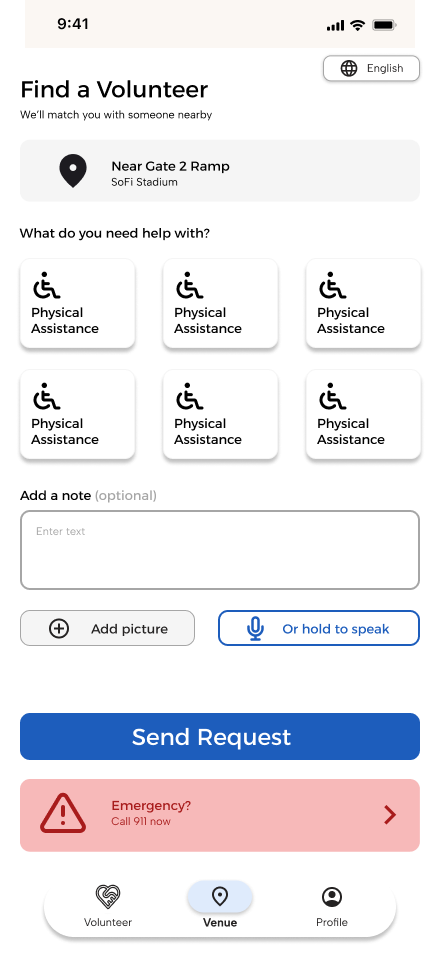 9:41
English
Find a Volunteer
We'll match you with someone nearby
Near Gate 2 Ramp
SoFi Stadium
What do you need help with?
Physical
Assistance
Physical
Assistance
Physical
Assistance
Physical
Assistance
Physical
Assistance
Physical
Assistance
Add a note (optional)
Enter text
Add picture
Or hold to speak
Send Request
Emergency?
Call 911 now
Volunteer
Venue
Profile